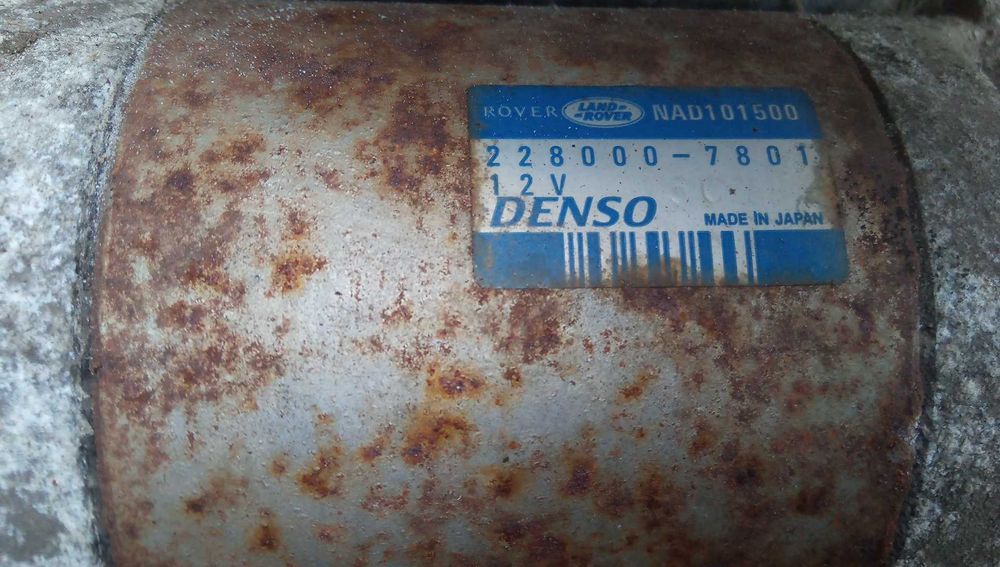 ROVER LAND ROVER NAD101500
228000-7801
12V
DENSO MADE IN JAPAN